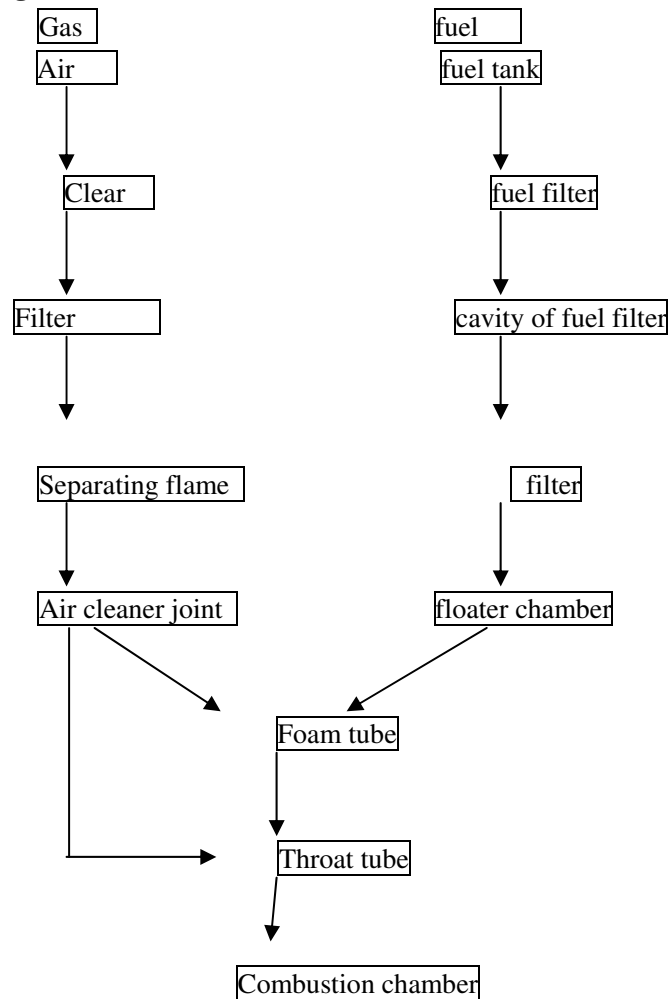 Gas fuel
Air fuel tank
Clear fuel filter
Filter cavity of fuel filter
Separating flame filter
Air cleaner joint floater chamber
Foam tube
Throat tube
Combustion chamber